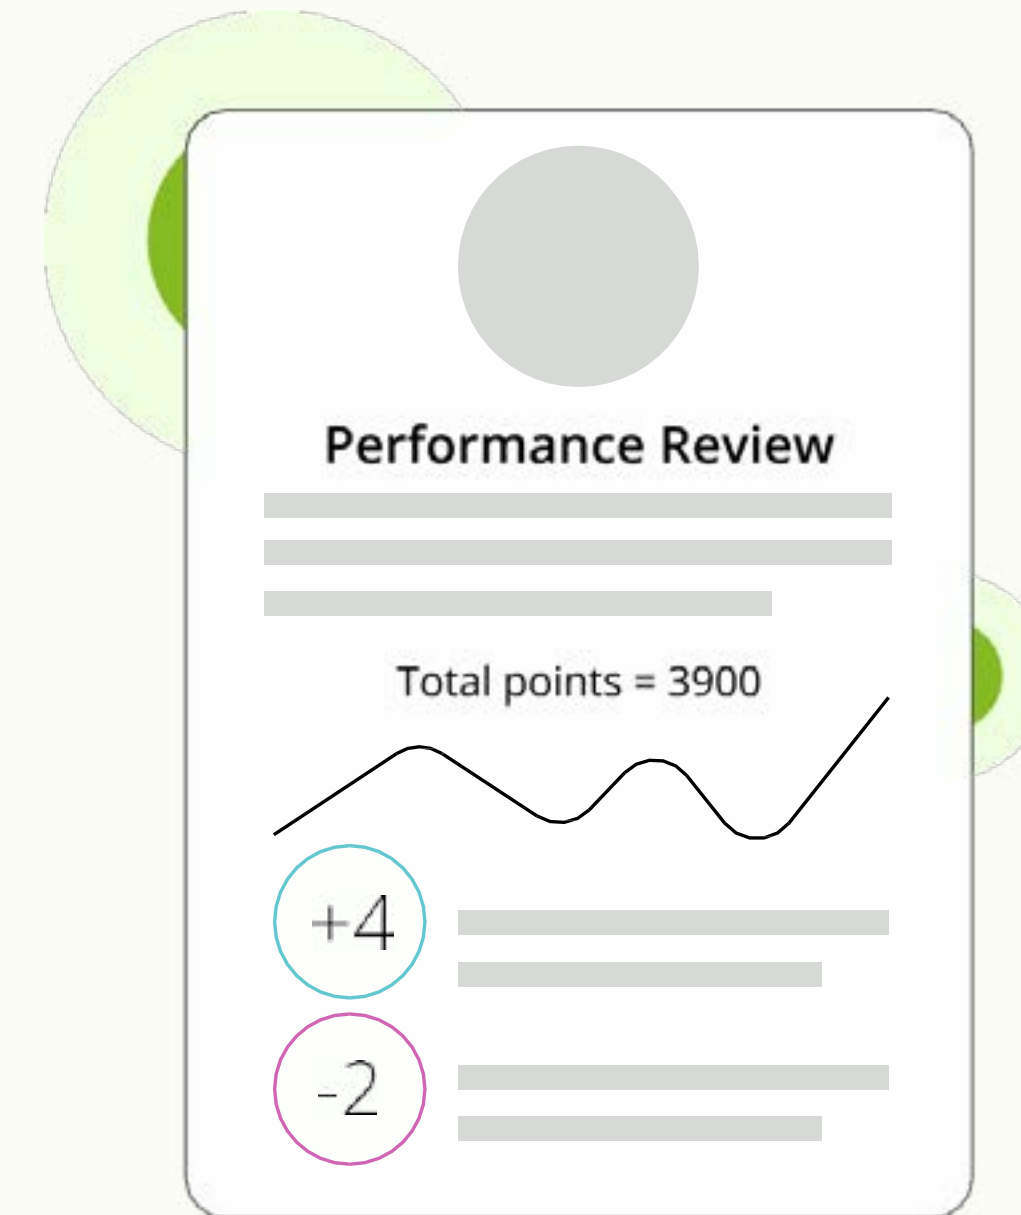 Performance Review
Total points = 3900
+4
-2